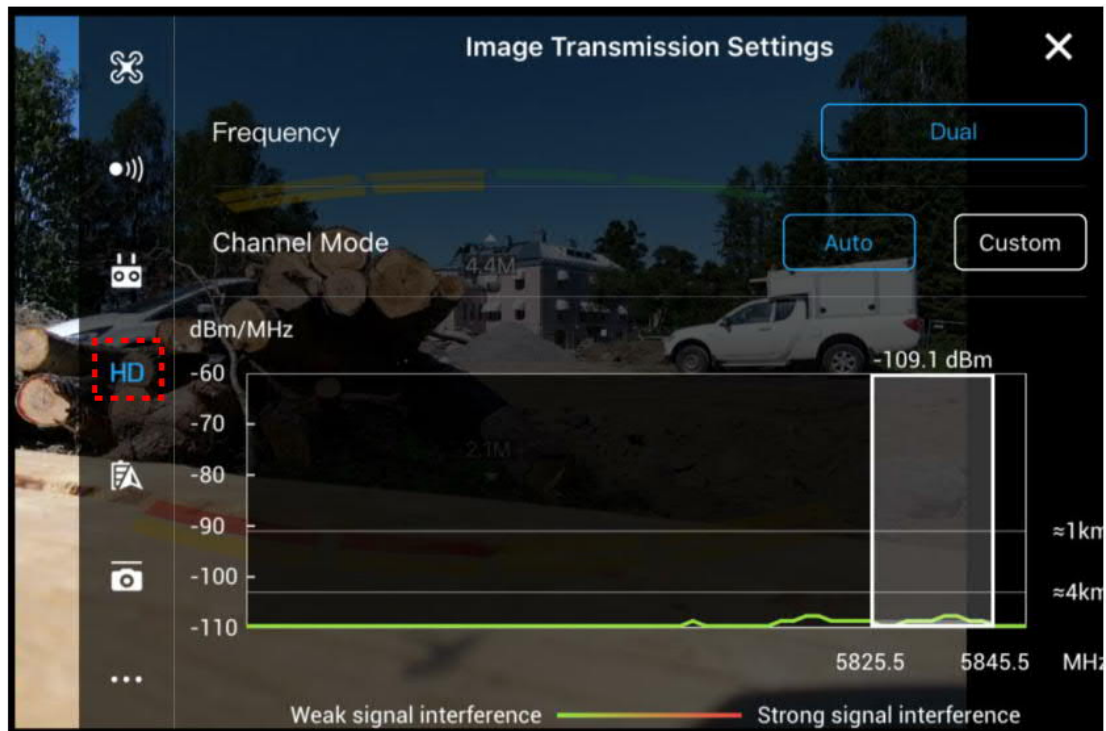 Image Transmission Settings
Frequency
Dual
Channel Mode
Auto
Custom
4.4M
dBm/MHz
HD
-109.1 dBm
-60
-70
2.1M
-80
-90
≈1km
-100
≈4km
-110
5825.5
5845.5
MHz
Weak signal interference
Strong signal interference